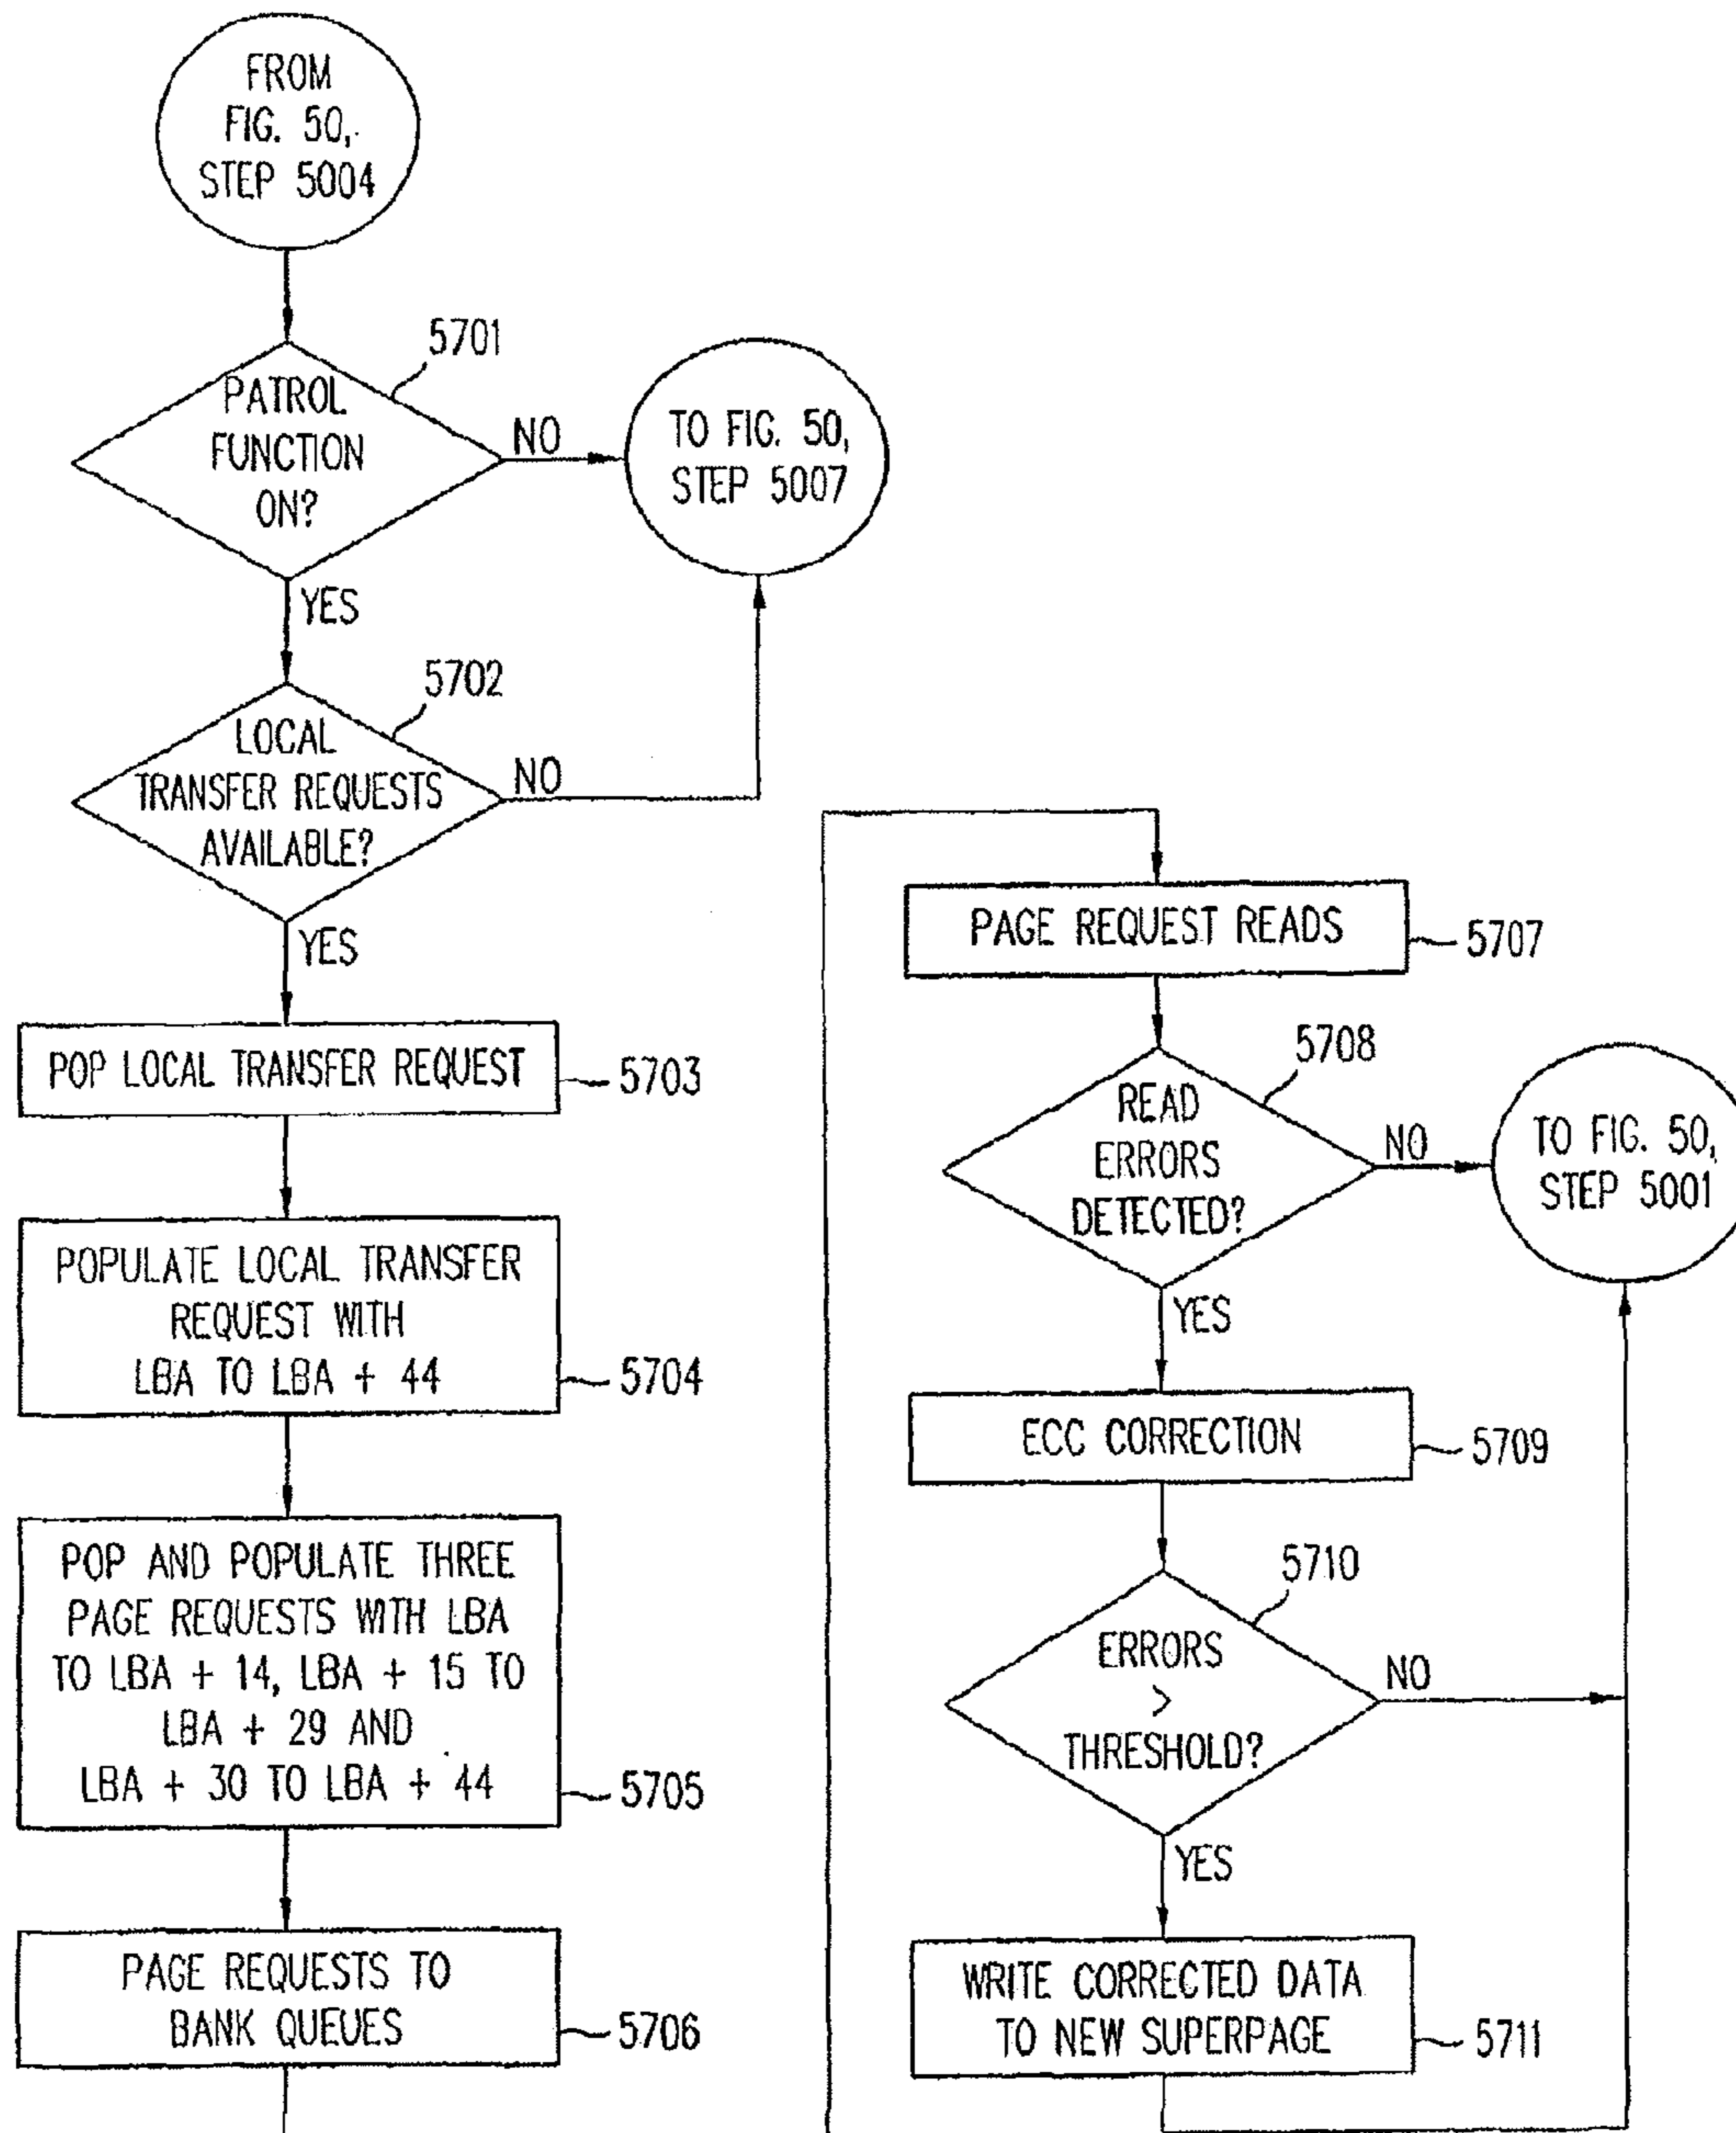 FROM
FIG. 50,
STEP 5004
5701
PATROL
FUNCTION
ON?
NO
TO FIG. 50,
STEP 5007
YES
5702
LOCAL
TRANSFER REQUESTS
AVAILABLE?
NO
YES
POP LOCAL TRANSFER REQUEST
5703
POPULATE LOCAL TRANSFER
REQUEST WITH
LBA TO LBA + 44
5704
POP AND POPULATE THREE
PAGE REQUESTS WITH LBA
TO LBA + 14, LBA + 15 TO
LBA + 29 AND
LBA + 30 TO LBA + 44
5705
PAGE REQUESTS TO
BANK QUEUES
5706
PAGE REQUEST READS
5707
5708
READ
ERRORS
DETECTED?
NO
TO FIG. 50,
STEP 5001
YES
ECC CORRECTION
5709
5710
ERRORS
>
THRESHOLD?
NO
YES
WRITE CORRECTED DATA
TO NEW SUPERPAGE
5711